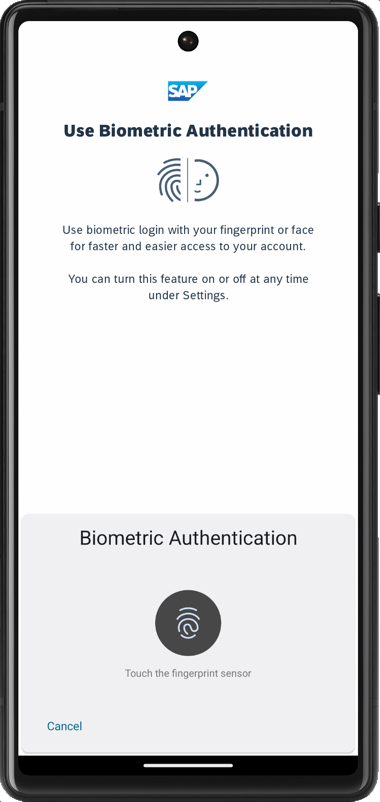 SAP
Use Biometric Authentication
Use biometric login with your fingerprint or face
for faster and easier access to your account.
You can turn this feature on or off at any time
under Settings.
Biometric Authentication
Touch the fingerprint sensor
Cancel